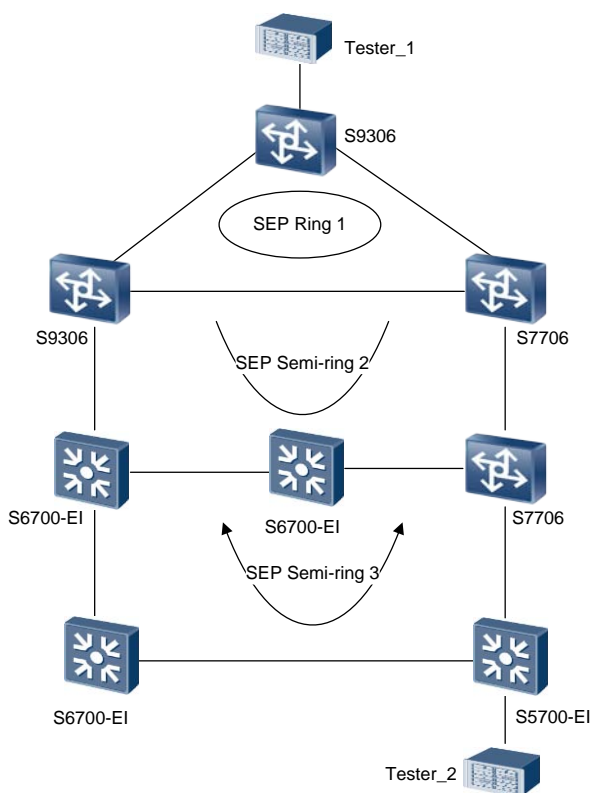 Tester_1
S9306
SEP Ring 1
S9306
S7706
SEP Semi-ring 2
S6700-EI
S6700-EI
S7706
SEP Semi-ring 3
S6700-EI
S5700-EI
Tester_2